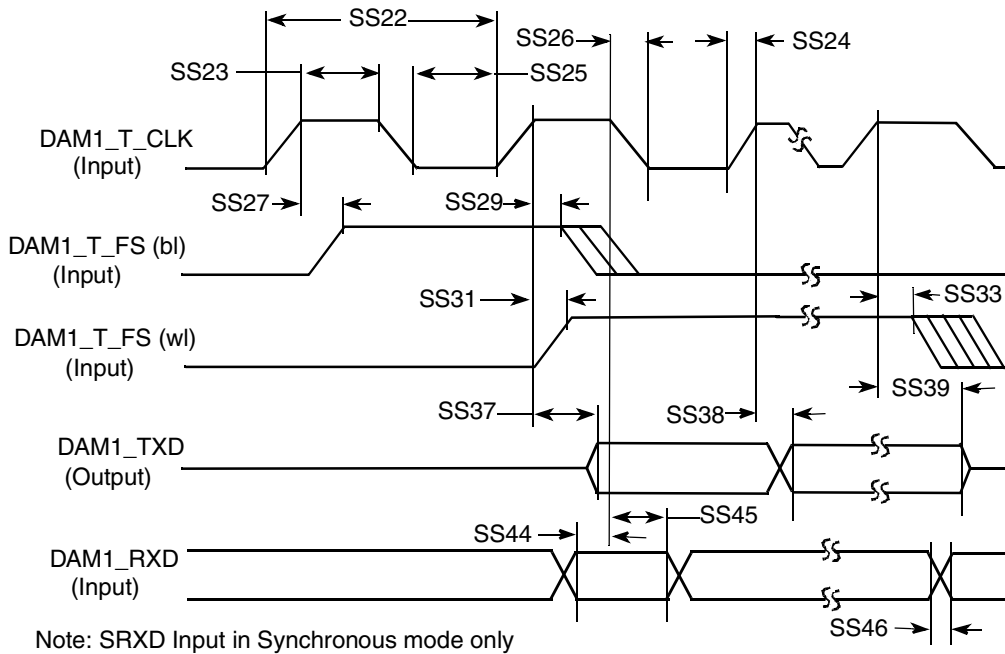 SS22
SS26
SS24
SS23
SS25
DAM1_T_CLK
(Input)
SS27
SS29
DAM1_T_FS (bl)
(Input)
SS31
SS33
DAM1_T_FS (wl)
(Input)
SS39
SS37
SS38
DAM1_TXD
(Output)
SS44
SS45
DAM1_RXD
(Input)
SS46
Note: SRXD Input in Synchronous mode only